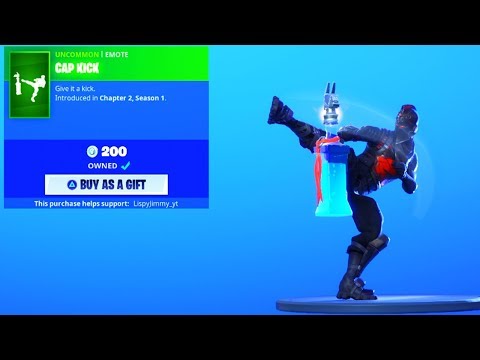 UNCOMMON | EMOTE
CAP KICK
Give it a kick.
Introduced in Chapter 2, Season 1.
200
OWNED
BUY AS A GIFT
This purchase helps support: LispyJimmy_yt